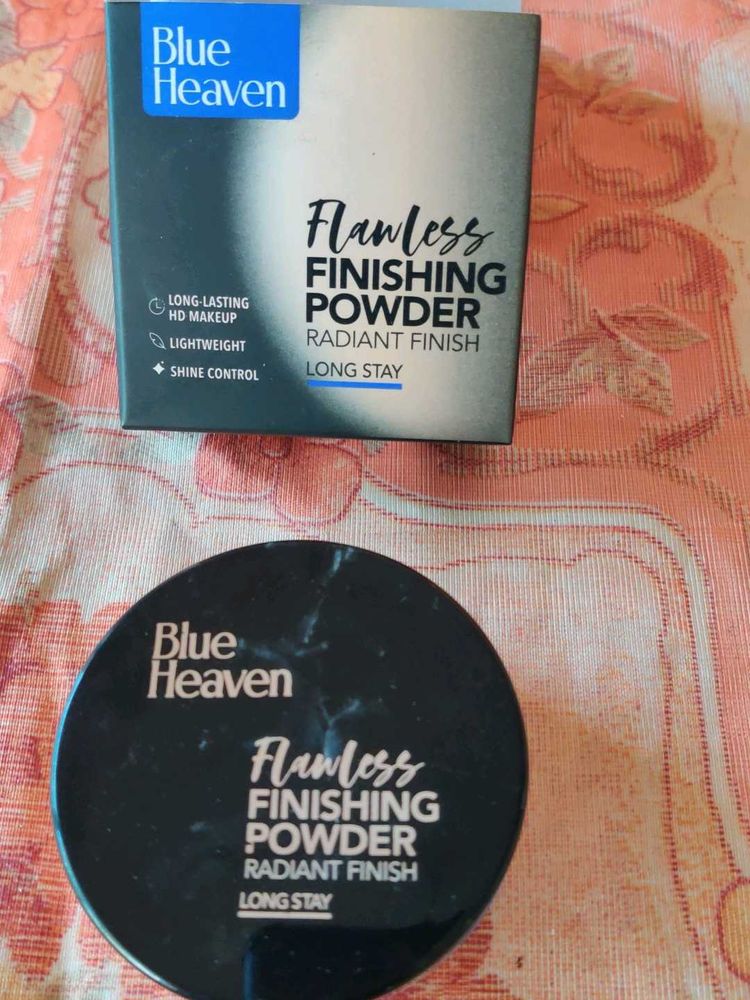 Blue
Heaven
Flawless
FINISHING
POWDER
RADIANT FINISH
LONG STAY
LONG-LASTING
HD MAKEUP
LIGHTWEIGHT
SHINE CONTROL
Blue
Heaven
Flawless
FINISHING
POWDER
RADIANT FINISH
LONG STAY